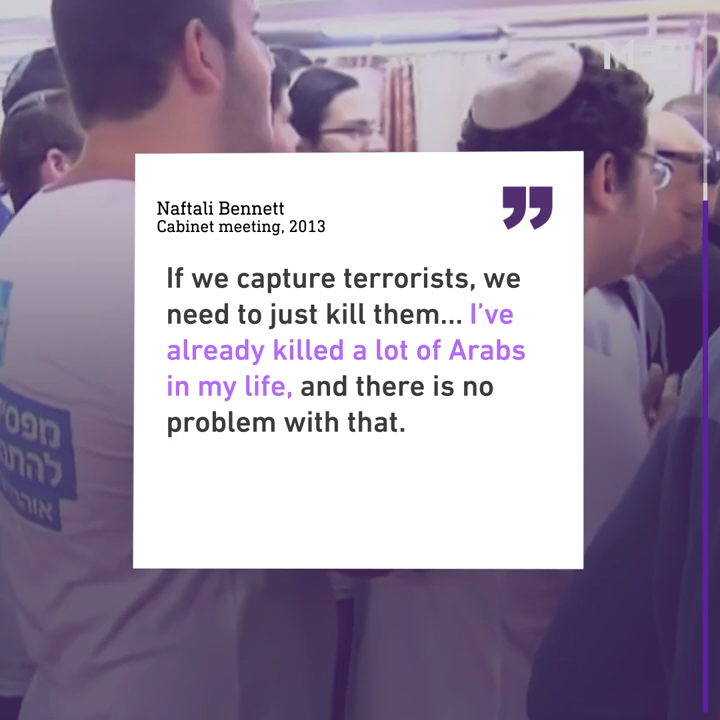 MEE
Naftali Bennett
Cabinet meeting, 2013
If we capture terrorists, we
need to just kill them... I've
already killed a lot of Arabs
in my life, and there is no
problem with that.